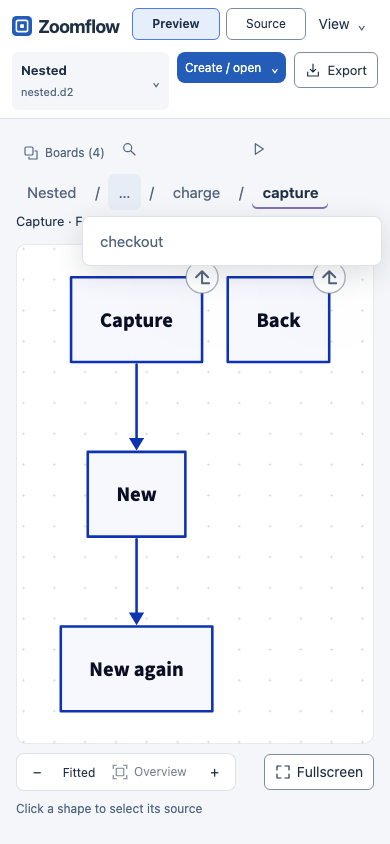 Zoomflow Preview Source View
Nested
nested.d2
Create / open
Export
Boards (4)
Nested / ... / charge / capture
Capture · F
checkout
Capture Back
New
New again
− Fitted Overview +
Fullscreen
Click a shape to select its source